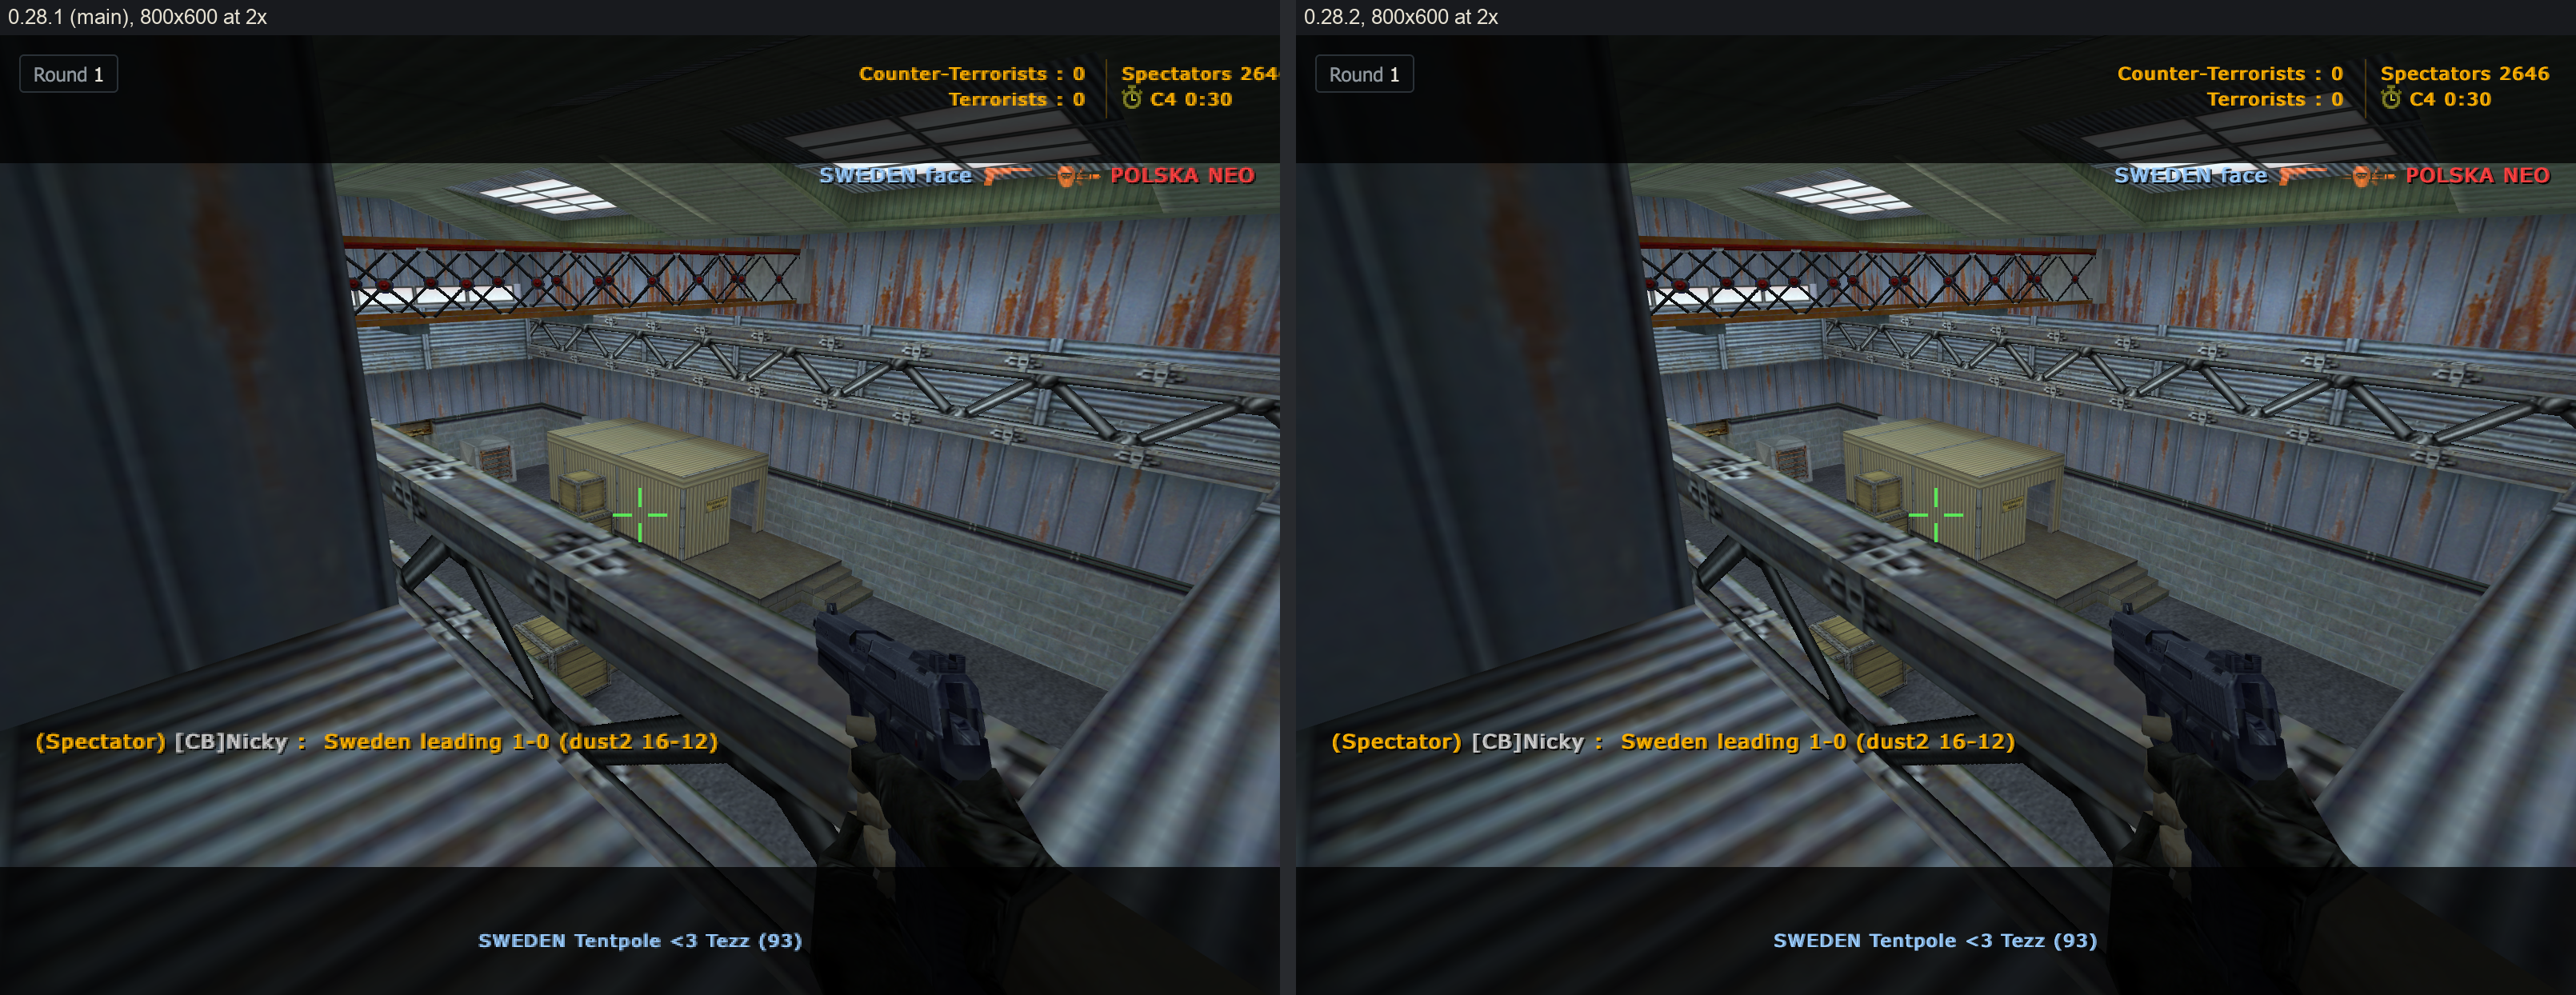 0.28.1 (main), 800x600 at 2x
Round 1
Counter-Terrorists : 0
Spectators 264
Terrorists : 0
C4 0:30
SWEDEN face POLSKA NEO
(Spectator) [CB]Nicky : Sweden leading 1-0 (dust2 16-12)
SWEDEN Tentpole <3 Tezz (93)
0.28.2, 800x600 at 2x
Round 1
Counter-Terrorists : 0
Spectators 2646
Terrorists : 0
C4 0:30
SWEDEN face POLSKA NEO
(Spectator) [CB]Nicky : Sweden leading 1-0 (dust2 16-12)
SWEDEN Tentpole <3 Tezz (93)